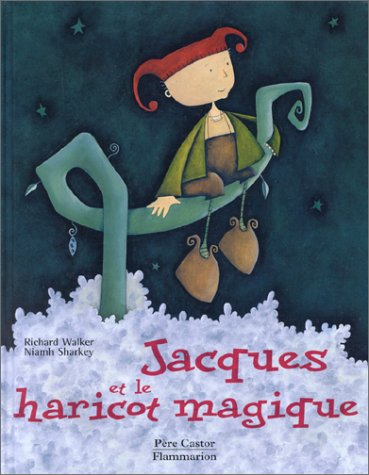 Richard Walker
Niamh Sharkey
Jacques
et le
haricot magique
Père Castor
Flammarion